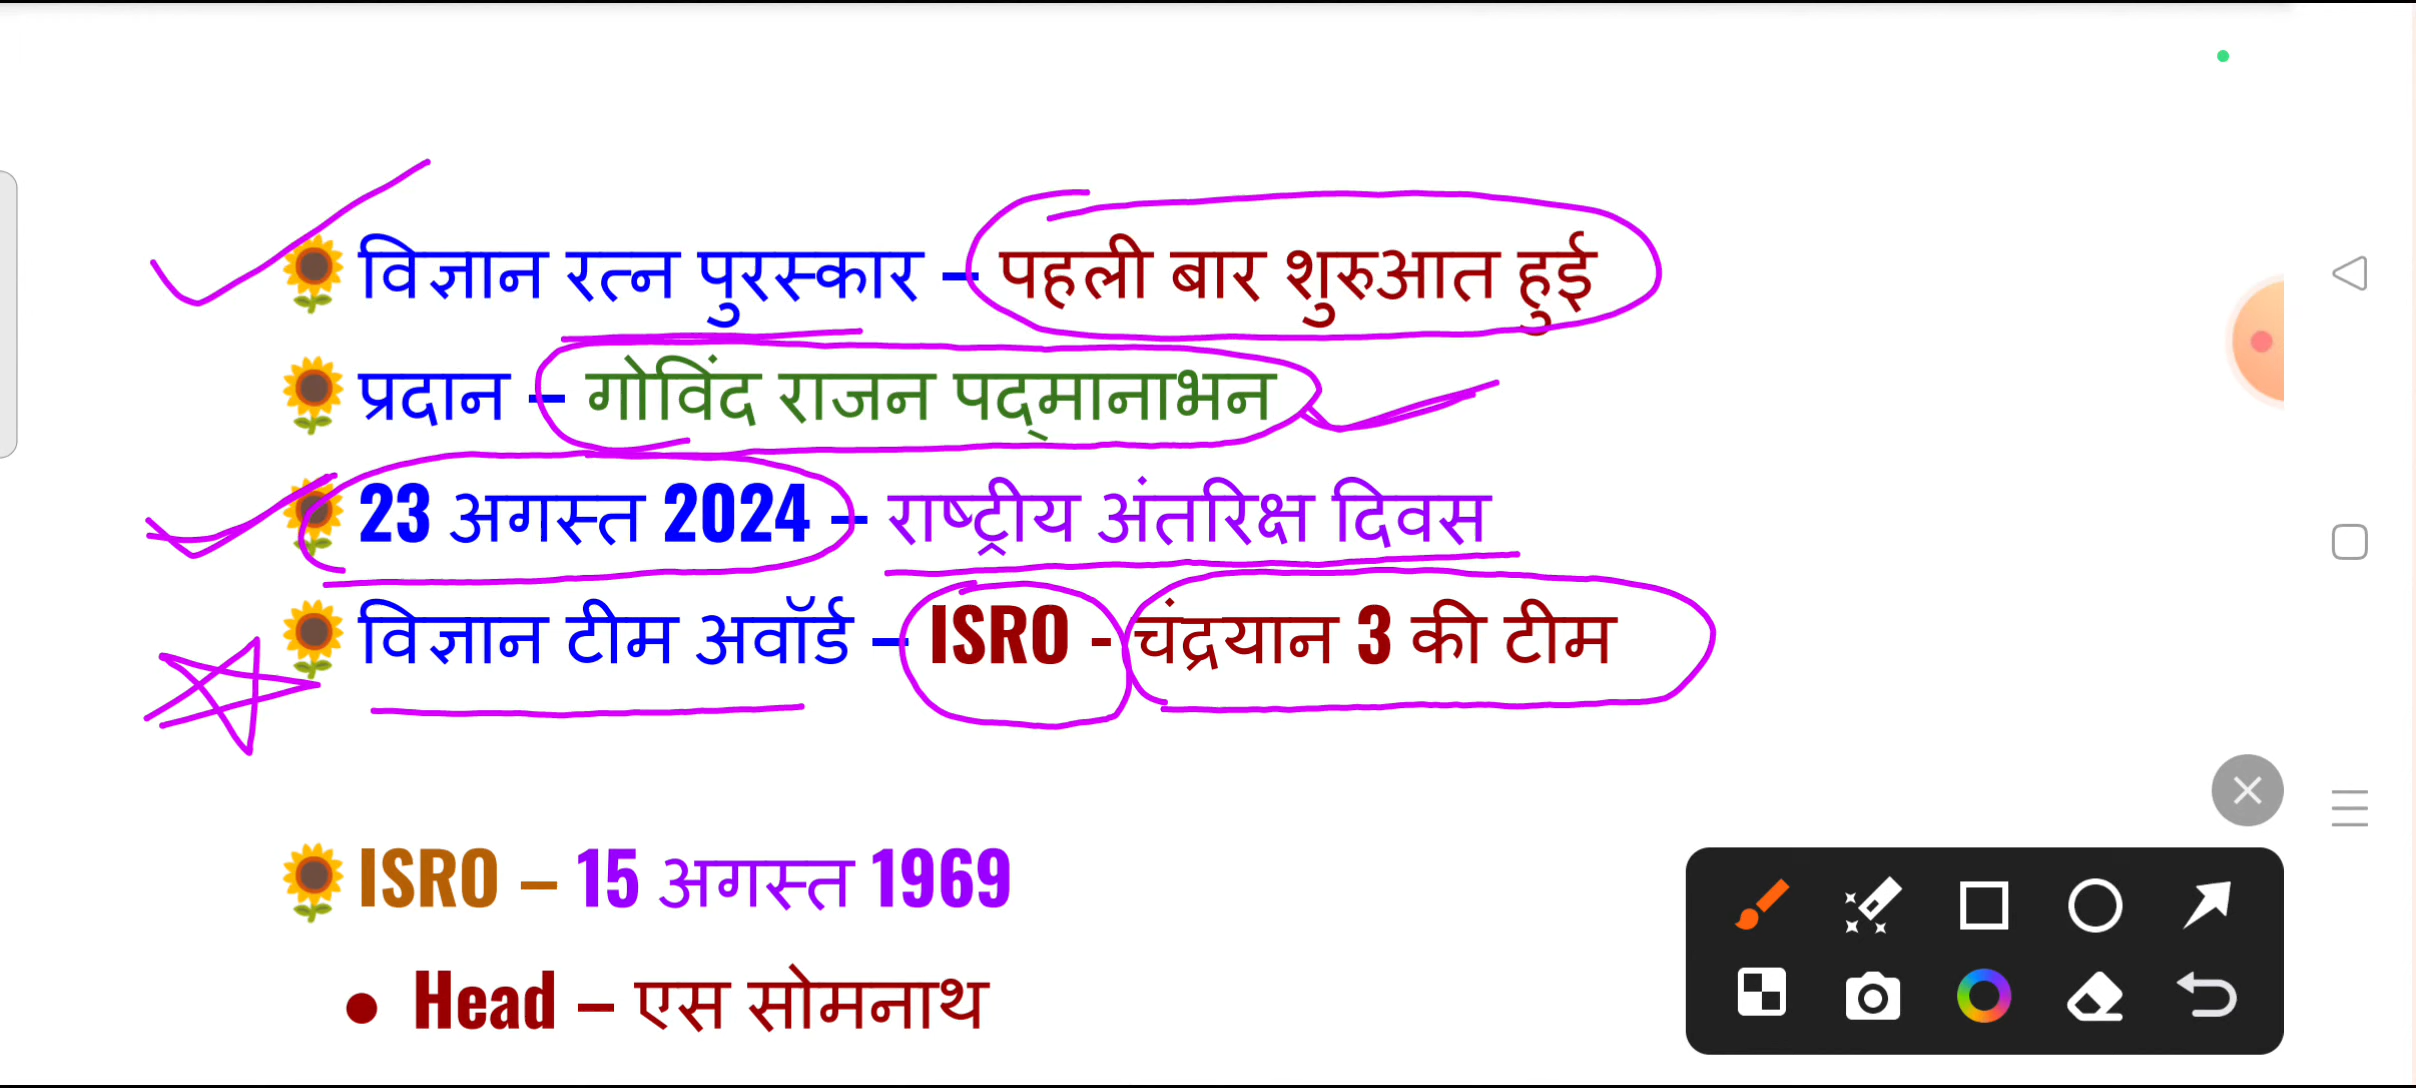 विज्ञान रत्न पुरस्कार – पहली बार शुरुआत हुई
प्रदान – गोविंद राजन पद्मानाभन
23 अगस्त 2024 – राष्ट्रीय अंतरिक्ष दिवस
विज्ञान टीम अवॉर्ड – ISRO - चंद्रयान 3 की टीम
ISRO – 15 अगस्त 1969
• Head – एस सोमनाथ